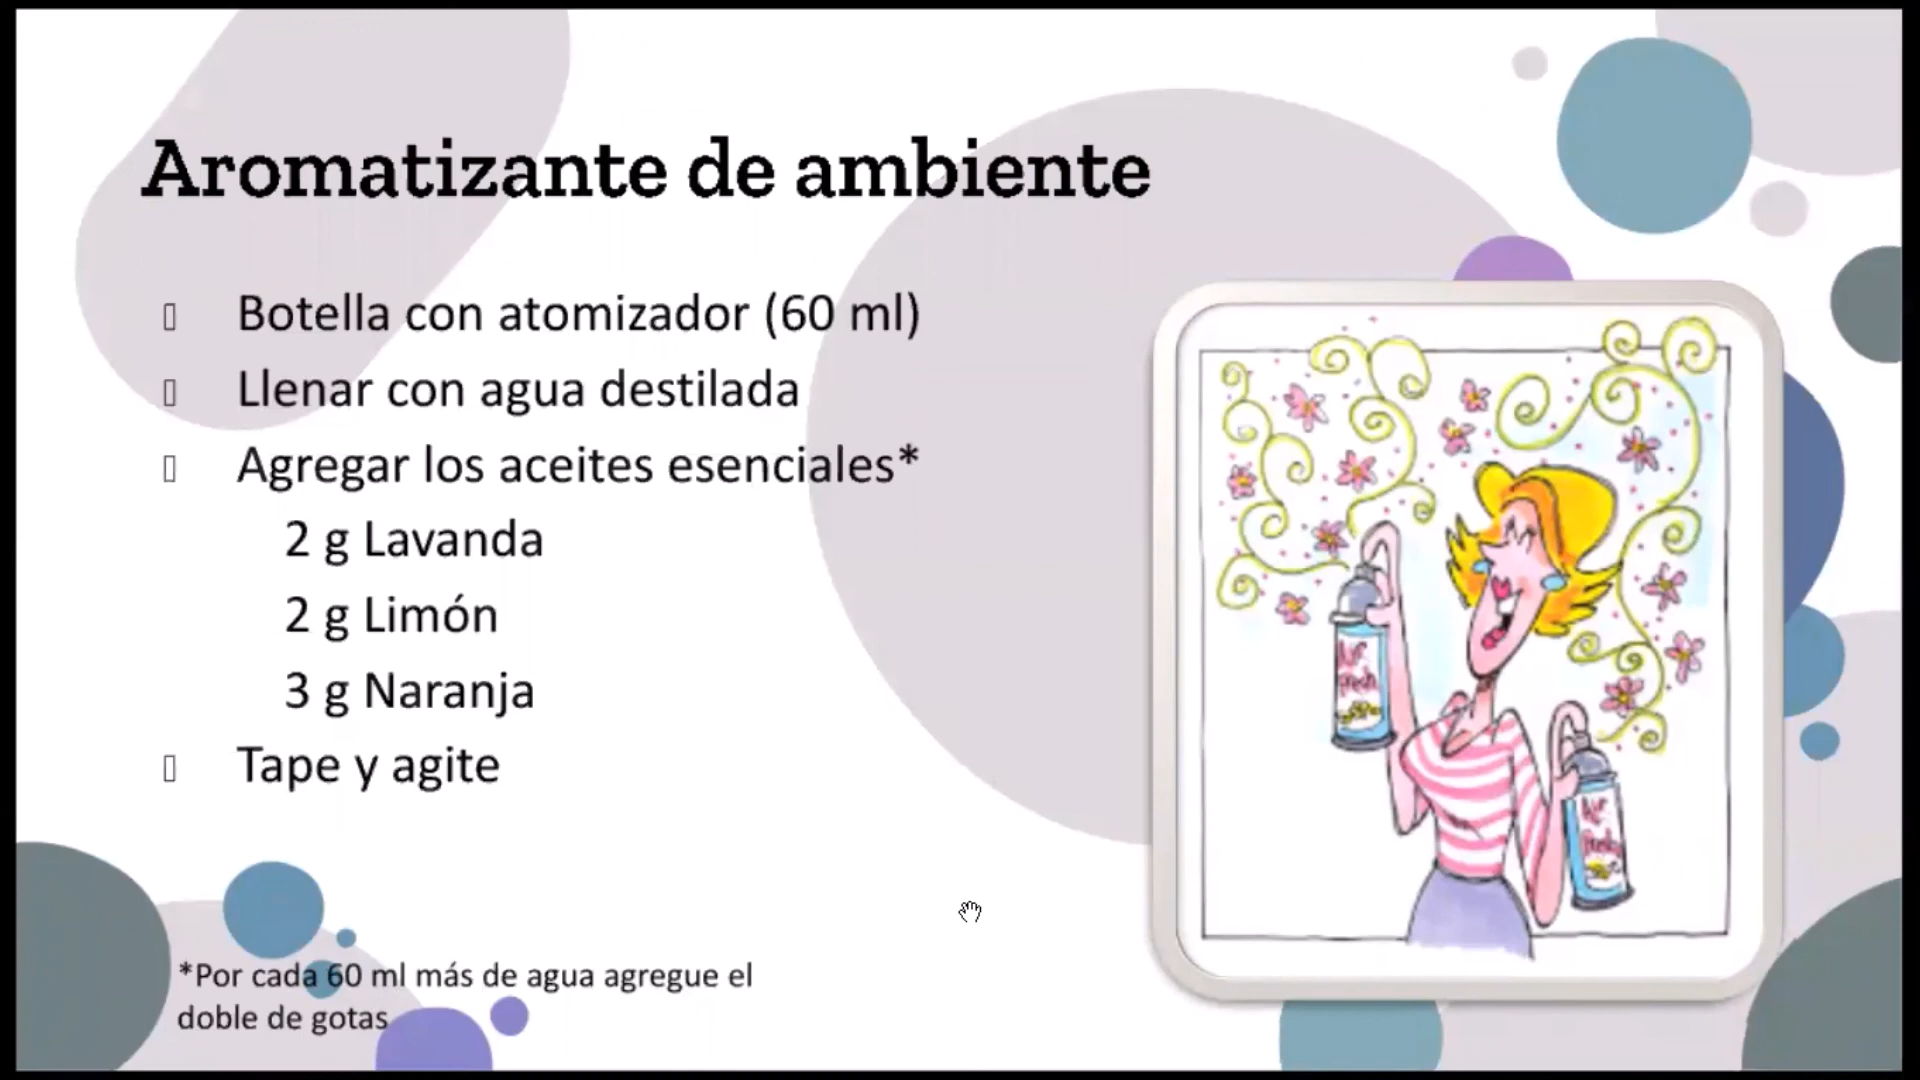 Aromatizante de ambiente
Botella con atomizador (60 ml)
Llenar con agua destilada
Agregar los aceites esenciales*
2 g Lavanda
2 g Limón
3 g Naranja
Tape y agite
*Por cada 60 ml más de agua agregue el
doble de gotas